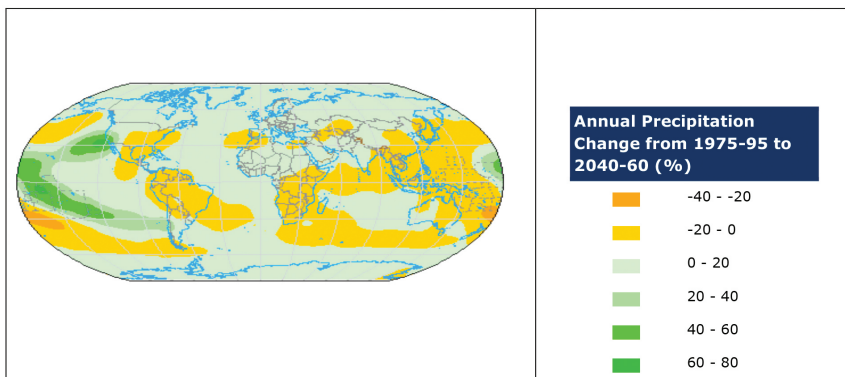 Annual Precipitation
Change from 1975-95 to
2040-60 (%)
-40 - -20
-20 - 0
0 - 20
20 - 40
40 - 60
60 - 80